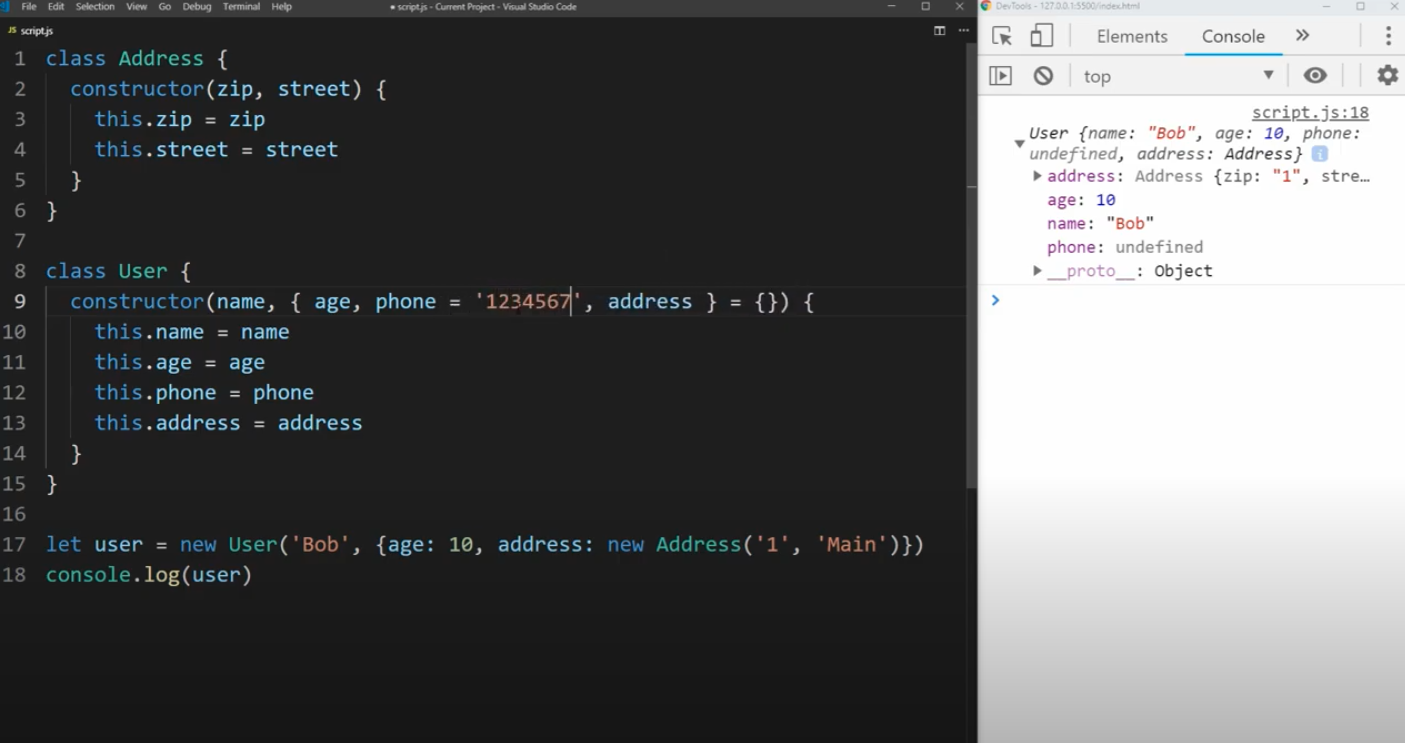 File Edit Selection View Go Debug Terminal Help
● script.js - Current Project - Visual Studio Code
JS script.js
1 class Address {
2 constructor(zip, street) {
3 this.zip = zip
4 this.street = street
5 }
6 }
7
8 class User {
9 constructor(name, { age, phone = '1234567', address } = {}) {
10 this.name = name
11 this.age = age
12 this.phone = phone
13 this.address = address
14 }
15 }
16
17 let user = new User('Bob', {age: 10, address: new Address('1', 'Main')})
18 console.log(user)
DevTools - 127.0.0.1:5500/index.html
Elements Console »
top
script.js:18
User {name: "Bob", age: 10, phone:
undefined, address: Address} i
address: Address {zip: "1", stre…
age: 10
name: "Bob"
phone: undefined
__proto__: Object